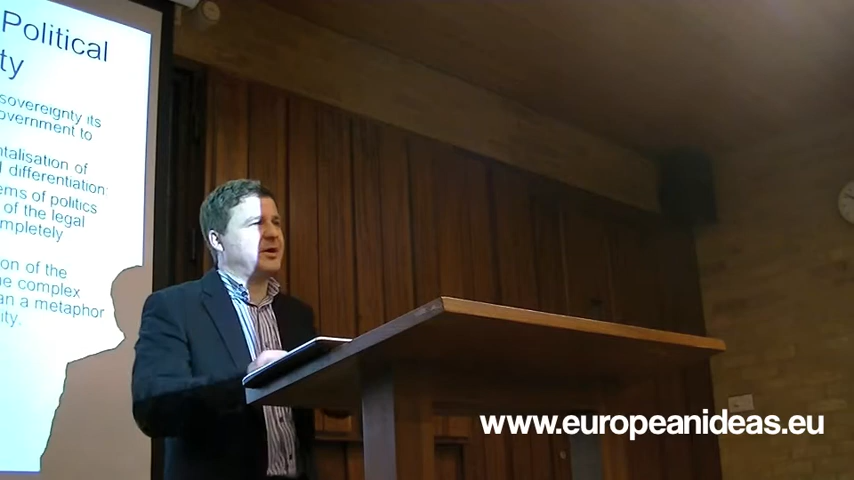 Political
ty
sovereignty its
overnment to
ntalisation of
differentiation:
ems of politics
of the legal
mpletely
on of the
e complex
an a metaphor
ity.
www.europeanideas.eu